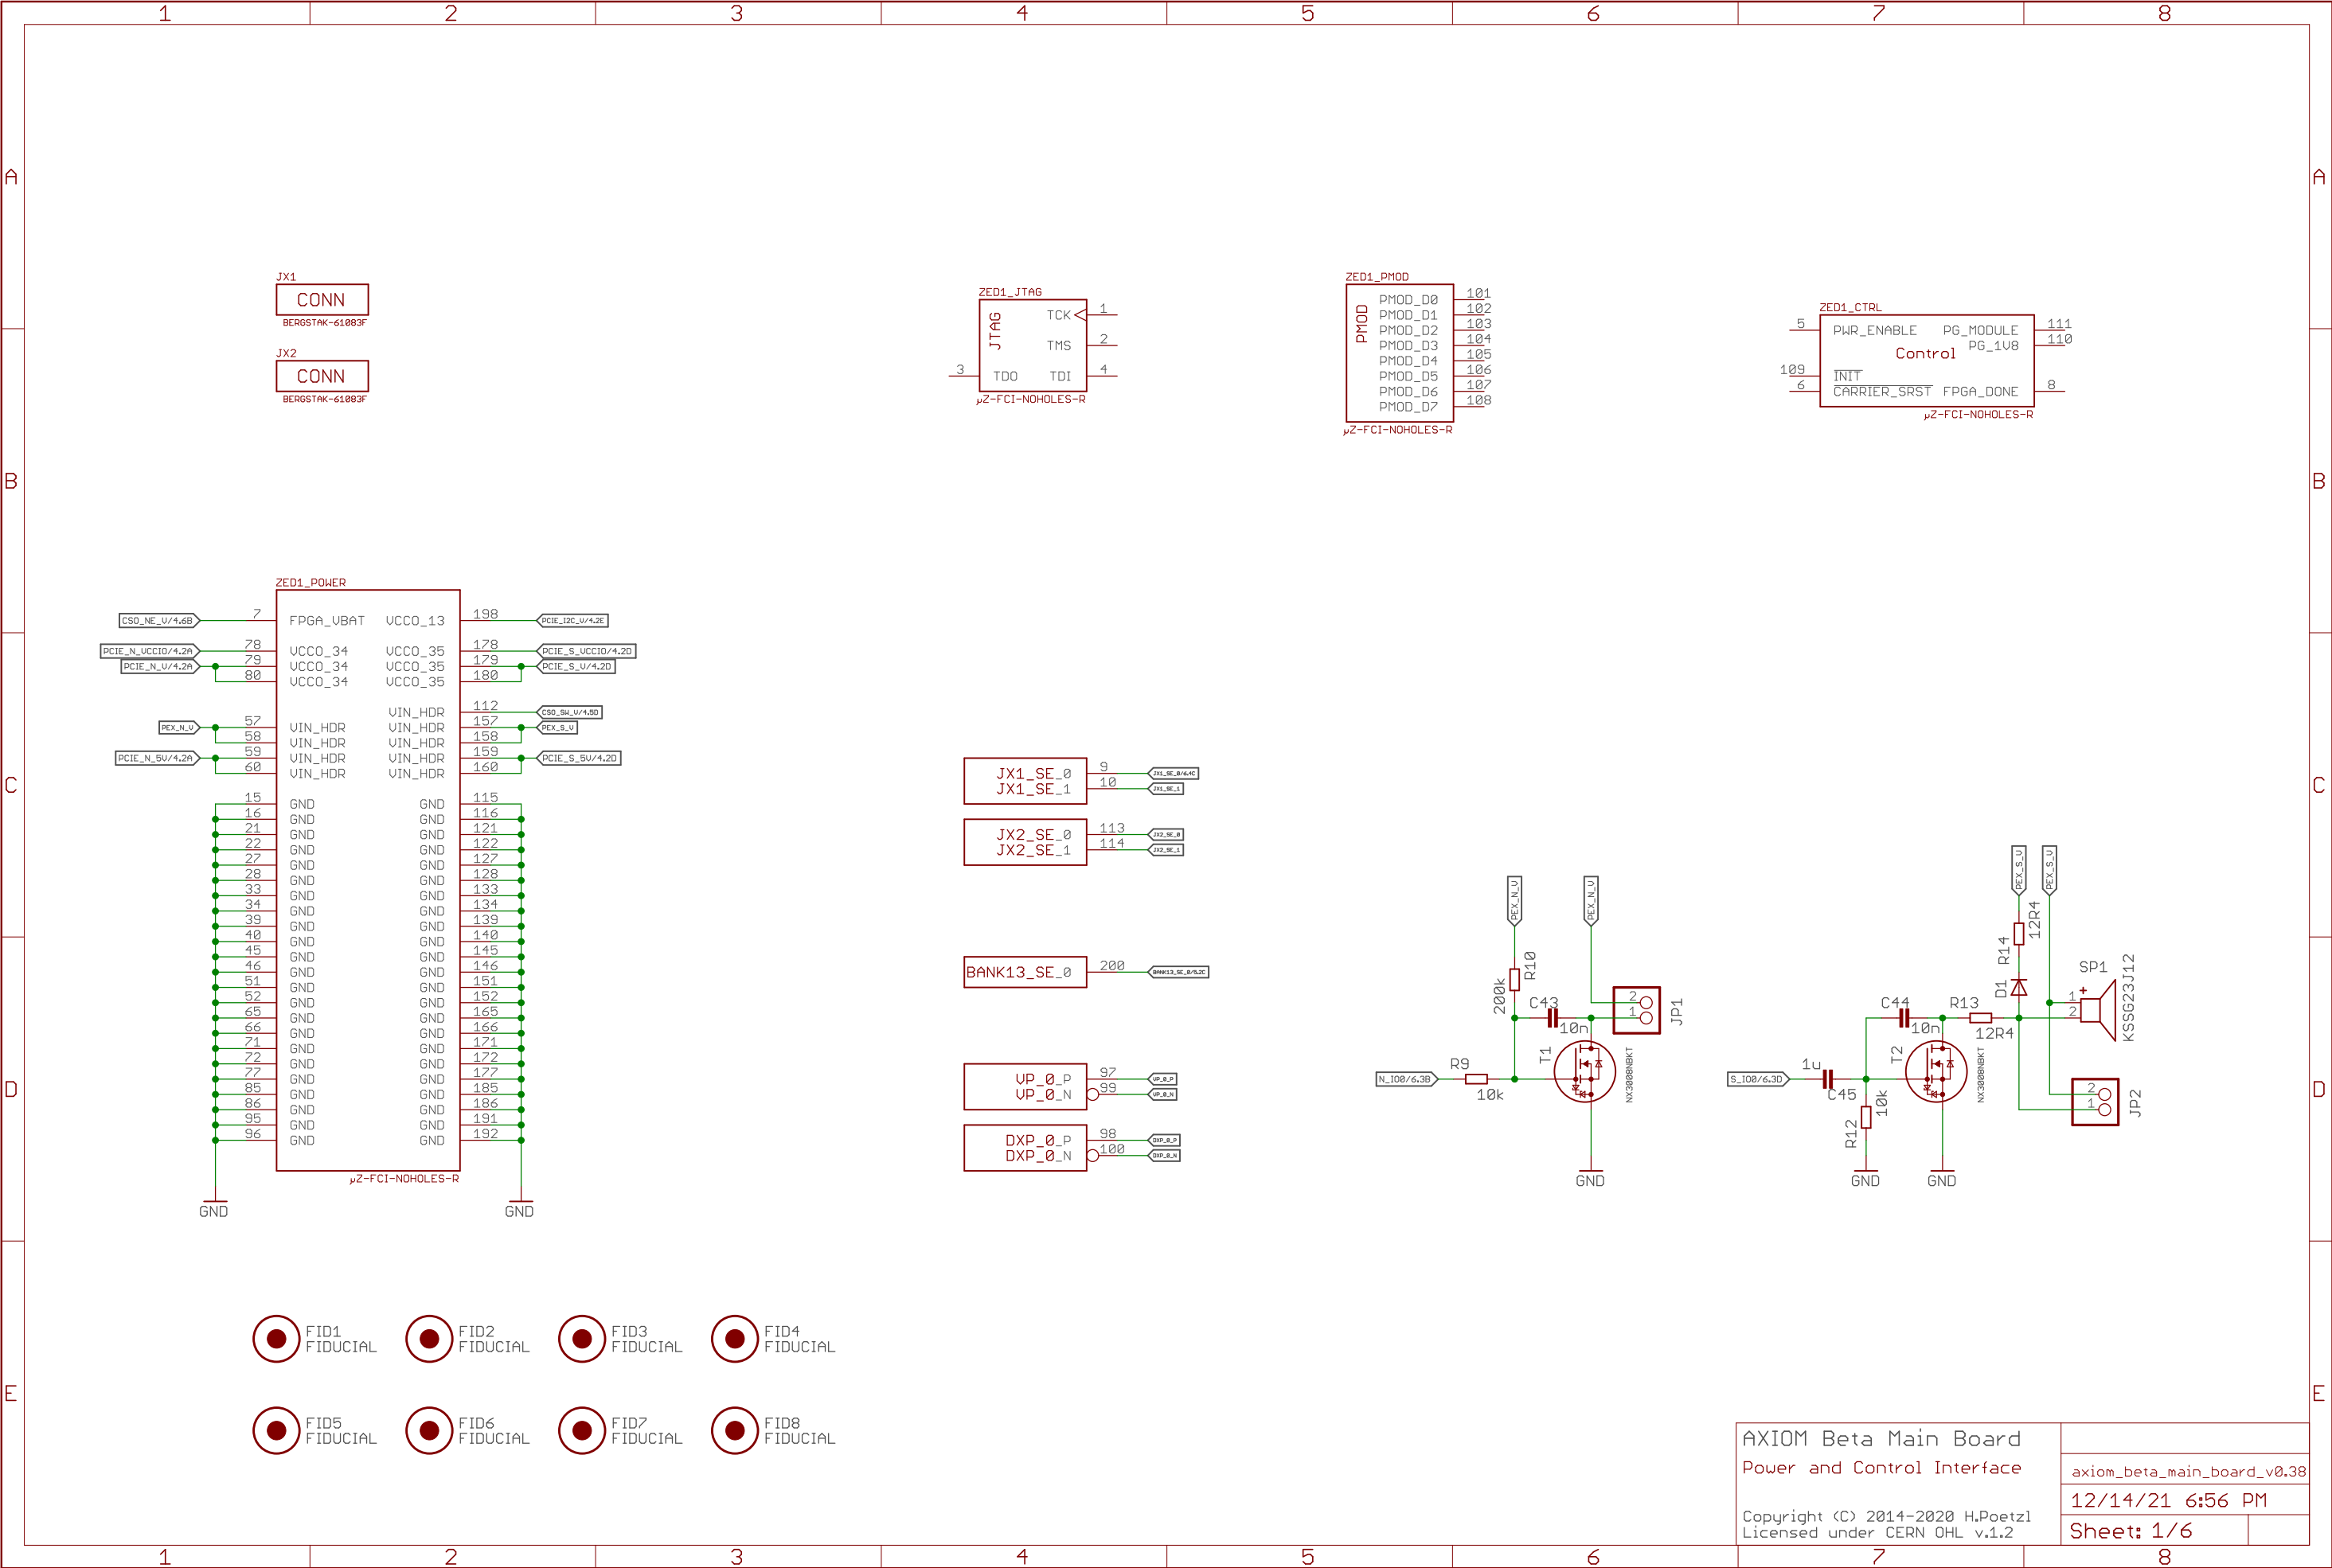 1 2 3 4 5 6 7 8
A
A
B
B
C
C
D
D
E
E
JX1
CONN
BERGSTAK-61083F
JX2
CONN
BERGSTAK-61083F
ZED1_JTAG
JTAG
TCK 1
TMS 2
3 TDO TDI 4
µZ-FCI-NOHOLES-R
ZED1_PMOD
PMOD
PMOD_D0 101
PMOD_D1 102
PMOD_D2 103
PMOD_D3 104
PMOD_D4 105
PMOD_D5 106
PMOD_D6 107
PMOD_D7 108
µZ-FCI-NOHOLES-R
ZED1_CTRL
5 PWR_ENABLE PG_MODULE 111
PG_1V8 110
Control
109 INIT
6 CARRIER_SRST FPGA_DONE 8
µZ-FCI-NOHOLES-R
ZED1_POWER
CSO_NE_V/4.6B 7 FPGA_VBAT VCCO_13 198 PCIE_I2C_V/4.2E
PCIE_N_VCCIO/4.2A 78 VCCO_34 VCCO_35 178 PCIE_S_VCCIO/4.2D
PCIE_N_V/4.2A 79 VCCO_34 VCCO_35 179 PCIE_S_V/4.2D
80 VCCO_34 VCCO_35 180
VIN_HDR 112 CSO_SW_V/4.5D
PEX_N_V 57 VIN_HDR VIN_HDR 157 PEX_S_V
58 VIN_HDR VIN_HDR 158
PCIE_N_5V/4.2A 59 VIN_HDR VIN_HDR 159 PCIE_S_5V/4.2D
60 VIN_HDR VIN_HDR 160
15 GND GND 115
16 GND GND 116
21 GND GND 121
22 GND GND 122
27 GND GND 127
28 GND GND 128
33 GND GND 133
34 GND GND 134
39 GND GND 139
40 GND GND 140
45 GND GND 145
46 GND GND 146
51 GND GND 151
52 GND GND 152
65 GND GND 165
66 GND GND 166
71 GND GND 171
72 GND GND 172
77 GND GND 177
85 GND GND 185
86 GND GND 186
95 GND GND 191
96 GND GND 192
µZ-FCI-NOHOLES-R
GND GND
JX1_SE_0 9 JX1_SE_0/6.4C
JX1_SE_1 10 JX1_SE_1
JX2_SE_0 113 JX2_SE_0
JX2_SE_1 114 JX2_SE_1
BANK13_SE_0 200 BANK13_SE_0/5.2C
VP_0_P 97 VP_0_P
VP_0_N 99 VP_0_N
DXP_0_P 98 DXP_0_P
DXP_0_N 100 DXP_0_N
PEX_N_V
PEX_N_V
R10
200k
C43
10n
2
1
JP1
T1
NX3008NBKT
N_IO0/6.3B
R9
10k
GND
PEX_S_V
PEX_S_V
12R4
R14
D1
SP1
+
1
2
KSSG23J12
C44
10n
R13
12R4
T2
NX3008NBKT
S_IO0/6.3D
1u
C45
10k
R12
2
1
JP2
GND GND
FID1
FIDUCIAL
FID2
FIDUCIAL
FID3
FIDUCIAL
FID4
FIDUCIAL
FID5
FIDUCIAL
FID6
FIDUCIAL
FID7
FIDUCIAL
FID8
FIDUCIAL
AXIOM Beta Main Board
Power and Control Interface
Copyright (C) 2014-2020 H.Poetzl
Licensed under CERN OHL v.1.2
axiom_beta_main_board_v0.38
12/14/21 6:56 PM
Sheet: 1/6
1 2 3 4 5 6 7 8